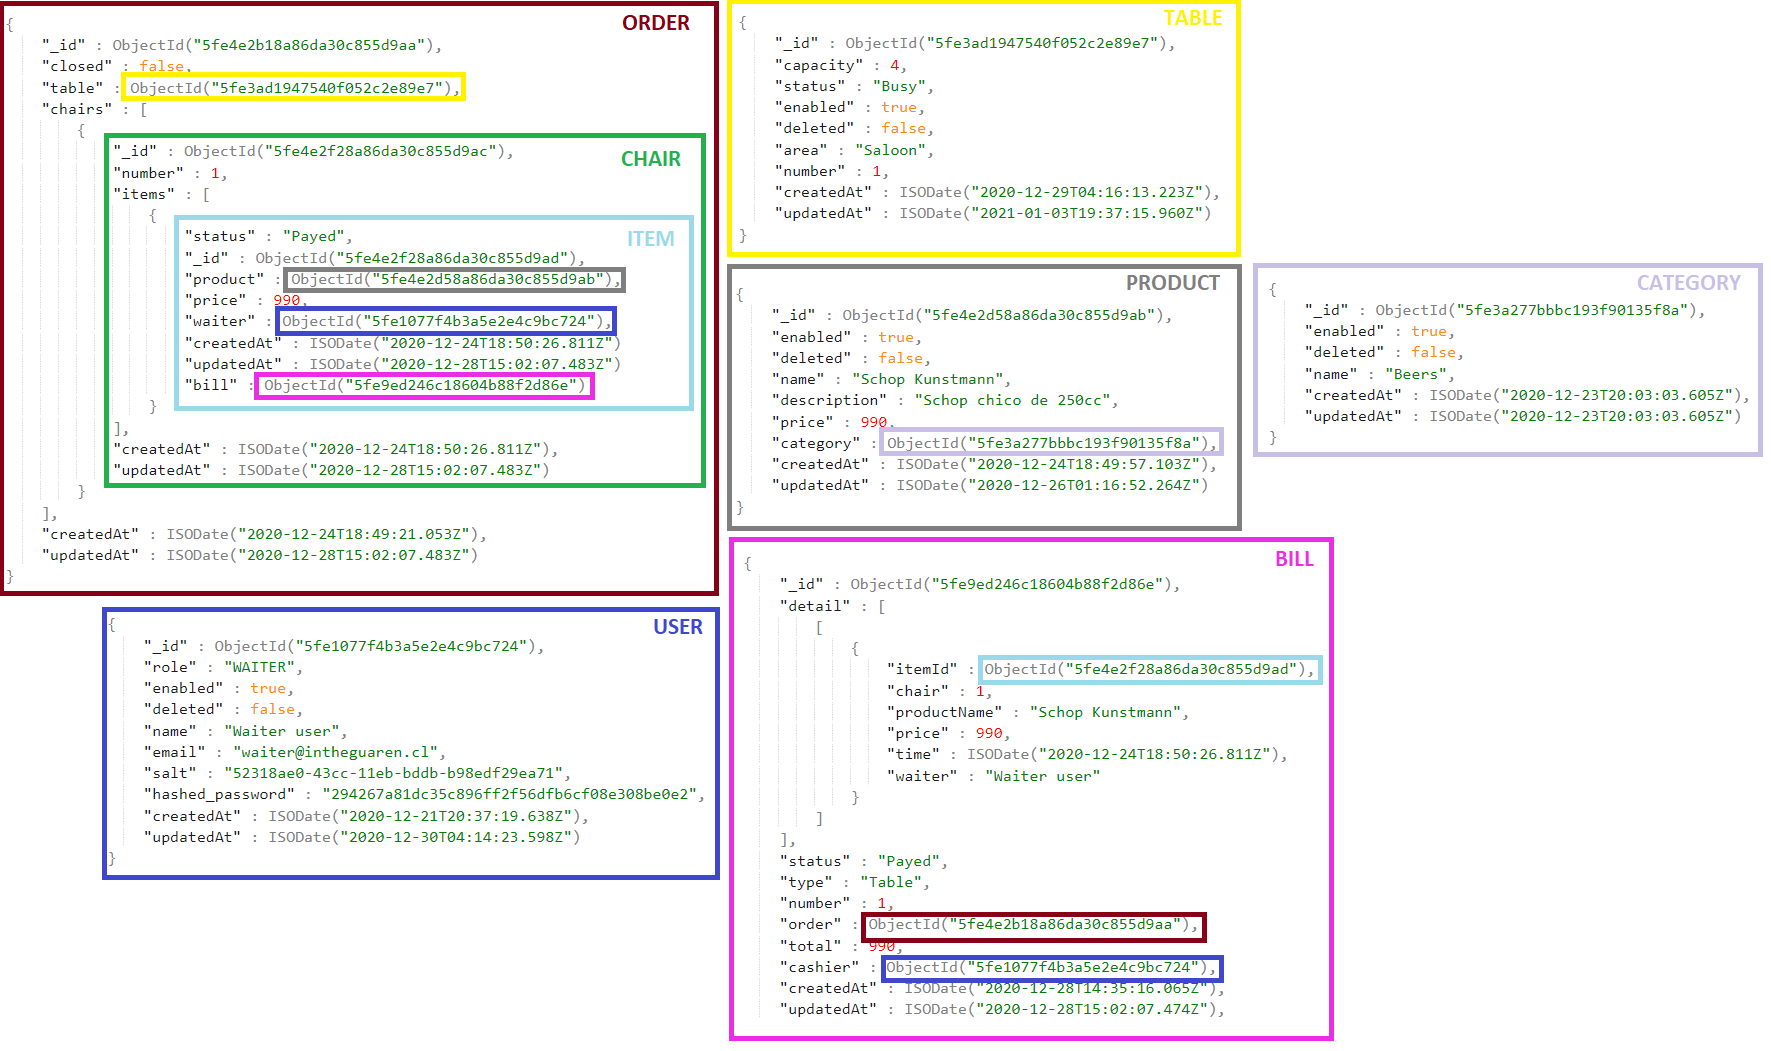 ORDER
{
"_id" : ObjectId("5fe4e2b18a86da30c855d9aa"),
"closed" : false,
"table" : ObjectId("5fe3ad1947540f052c2e89e7"),
"chairs" : [
{
CHAIR
"_id" : ObjectId("5fe4e2f28a86da30c855d9ac"),
"number" : 1,
"items" : [
{
ITEM
"status" : "Payed",
"_id" : ObjectId("5fe4e2f28a86da30c855d9ad"),
"product" : ObjectId("5fe4e2d58a86da30c855d9ab"),
"price" : 990,
"waiter" : ObjectId("5fe1077f4b3a5e2e4c9bc724"),
"createdAt" : ISODate("2020-12-24T18:50:26.811Z")
"updatedAt" : ISODate("2020-12-28T15:02:07.483Z")
"bill" : ObjectId("5fe9ed246c18604b88f2d86e")
}
],
"createdAt" : ISODate("2020-12-24T18:50:26.811Z"),
"updatedAt" : ISODate("2020-12-28T15:02:07.483Z")
}
],
"createdAt" : ISODate("2020-12-24T18:49:21.053Z"),
"updatedAt" : ISODate("2020-12-28T15:02:07.483Z")
}
TABLE
{
"_id" : ObjectId("5fe3ad1947540f052c2e89e7"),
"capacity" : 4,
"status" : "Busy",
"enabled" : true,
"deleted" : false,
"area" : "Saloon",
"number" : 1,
"createdAt" : ISODate("2020-12-29T04:16:13.223Z"),
"updatedAt" : ISODate("2021-01-03T19:37:15.960Z")
}
PRODUCT
{
"_id" : ObjectId("5fe4e2d58a86da30c855d9ab"),
"enabled" : true,
"deleted" : false,
"name" : "Schop Kunstmann",
"description" : "Schop chico de 250cc",
"price" : 990,
"category" : ObjectId("5fe3a277bbbc193f90135f8a"),
"createdAt" : ISODate("2020-12-24T18:49:57.103Z"),
"updatedAt" : ISODate("2020-12-26T01:16:52.264Z")
}
CATEGORY
{
"_id" : ObjectId("5fe3a277bbbc193f90135f8a"),
"enabled" : true,
"deleted" : false,
"name" : "Beers",
"createdAt" : ISODate("2020-12-23T20:03:03.605Z"),
"updatedAt" : ISODate("2020-12-23T20:03:03.605Z")
}
USER
{
"_id" : ObjectId("5fe1077f4b3a5e2e4c9bc724"),
"role" : "WAITER",
"enabled" : true,
"deleted" : false,
"name" : "Waiter user",
"email" : "waiter@intheguaren.cl",
"salt" : "52318ae0-43cc-11eb-bddb-b98edf29ea71",
"hashed_password" : "294267a81dc35c896ff2f56dfb6cf08e308be0e2",
"createdAt" : ISODate("2020-12-21T20:37:19.638Z"),
"updatedAt" : ISODate("2020-12-30T04:14:23.598Z")
}
BILL
{
"_id" : ObjectId("5fe9ed246c18604b88f2d86e"),
"detail" : [
[
{
"itemId" : ObjectId("5fe4e2f28a86da30c855d9ad"),
"chair" : 1,
"productName" : "Schop Kunstmann",
"price" : 990,
"time" : ISODate("2020-12-24T18:50:26.811Z"),
"waiter" : "Waiter user"
}
]
],
"status" : "Payed",
"type" : "Table",
"number" : 1,
"order" : ObjectId("5fe4e2b18a86da30c855d9aa"),
"total" : 990,
"cashier" : ObjectId("5fe1077f4b3a5e2e4c9bc724"),
"createdAt" : ISODate("2020-12-28T14:35:16.065Z"),
"updatedAt" : ISODate("2020-12-28T15:02:07.474Z"),